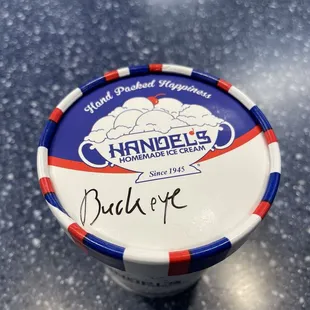 Hand Packed Happiness
HANDEL'S
HOMEMADE ICE CREAM
Since 1945
Buckeye